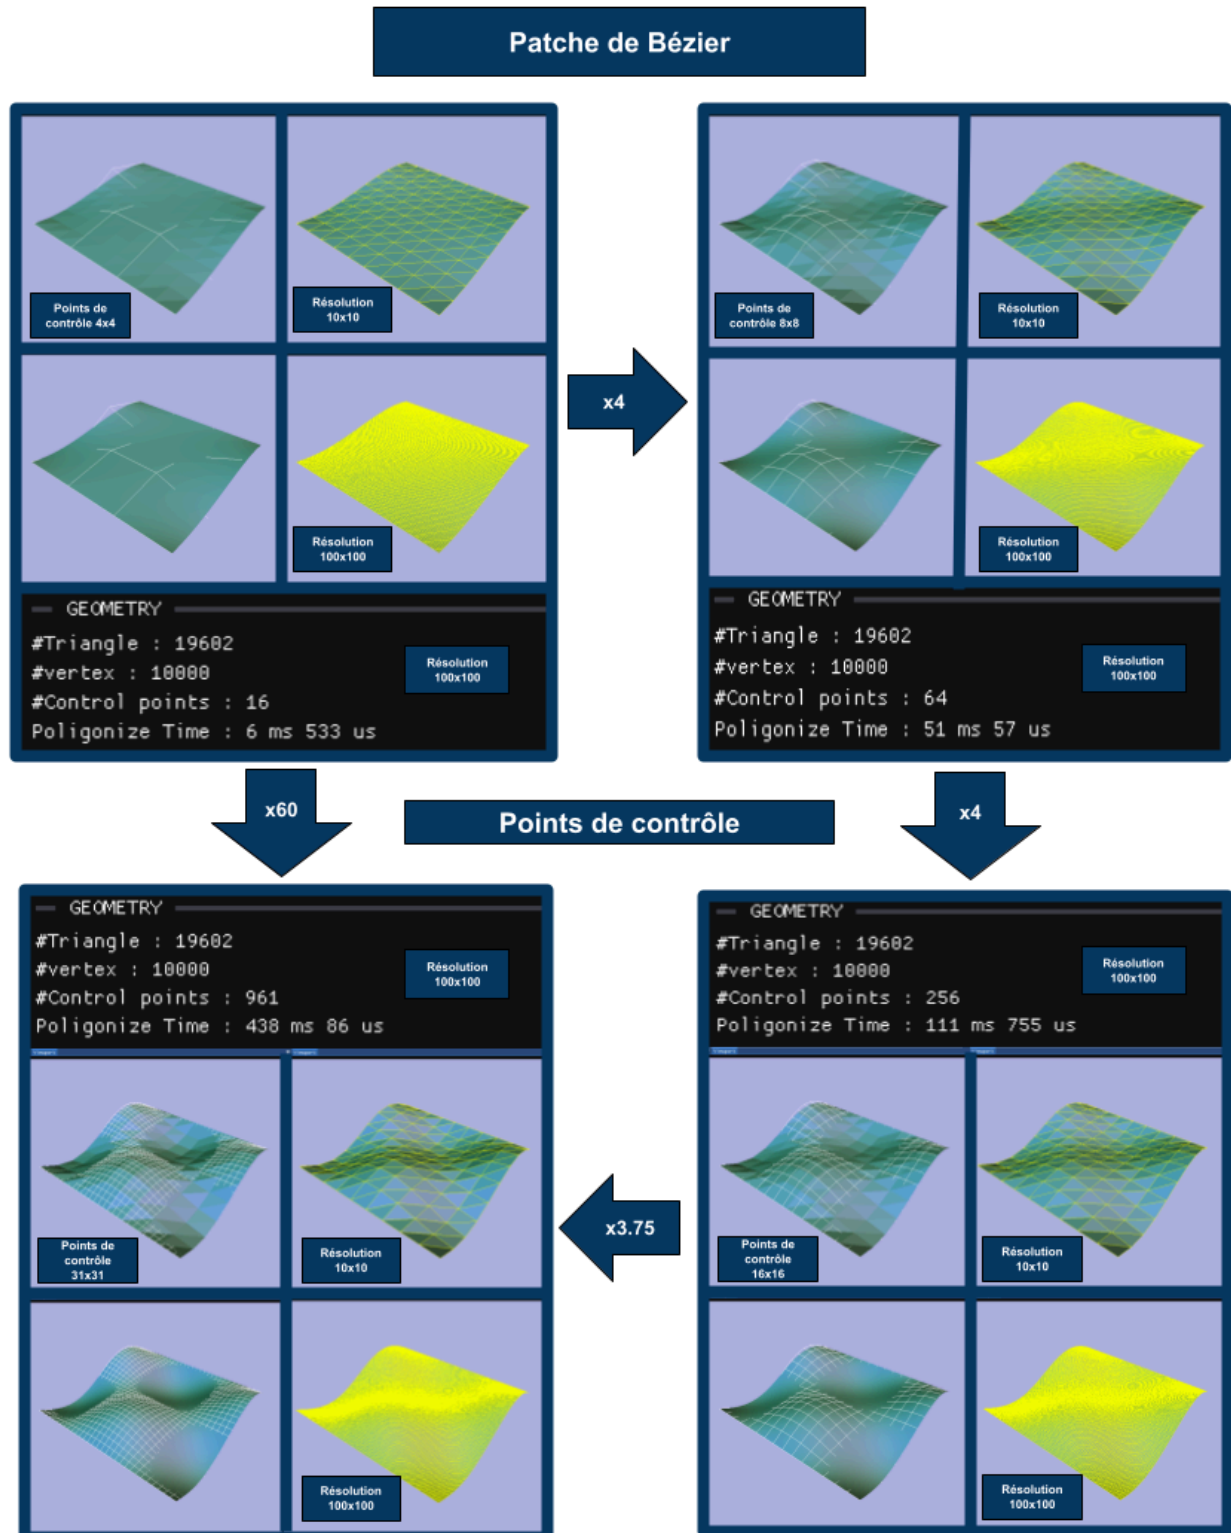 Patche de Bézier
Points de
contrôle 4x4
Résolution
10x10
Résolution
100x100
GEOMETRY
#Triangle : 19602
#vertex : 10000
#Control points : 16
Poligonize Time : 6 ms 533 us
Résolution
100x100
x4
Points de
contrôle 8x8
Résolution
10x10
Résolution
100x100
GEOMETRY
#Triangle : 19602
#vertex : 10000
#Control points : 64
Poligonize Time : 51 ms 57 us
Résolution
100x100
x60
Points de contrôle
x4
GEOMETRY
#Triangle : 19602
#vertex : 10000
#Control points : 961
Poligonize Time : 438 ms 86 us
Résolution
100x100
Points de
contrôle
31x31
Résolution
10x10
Résolution
100x100
x3.75
GEOMETRY
#Triangle : 19602
#vertex : 10000
#Control points : 256
Poligonize Time : 111 ms 755 us
Résolution
100x100
Points de
contrôle
16x16
Résolution
10x10
Résolution
100x100